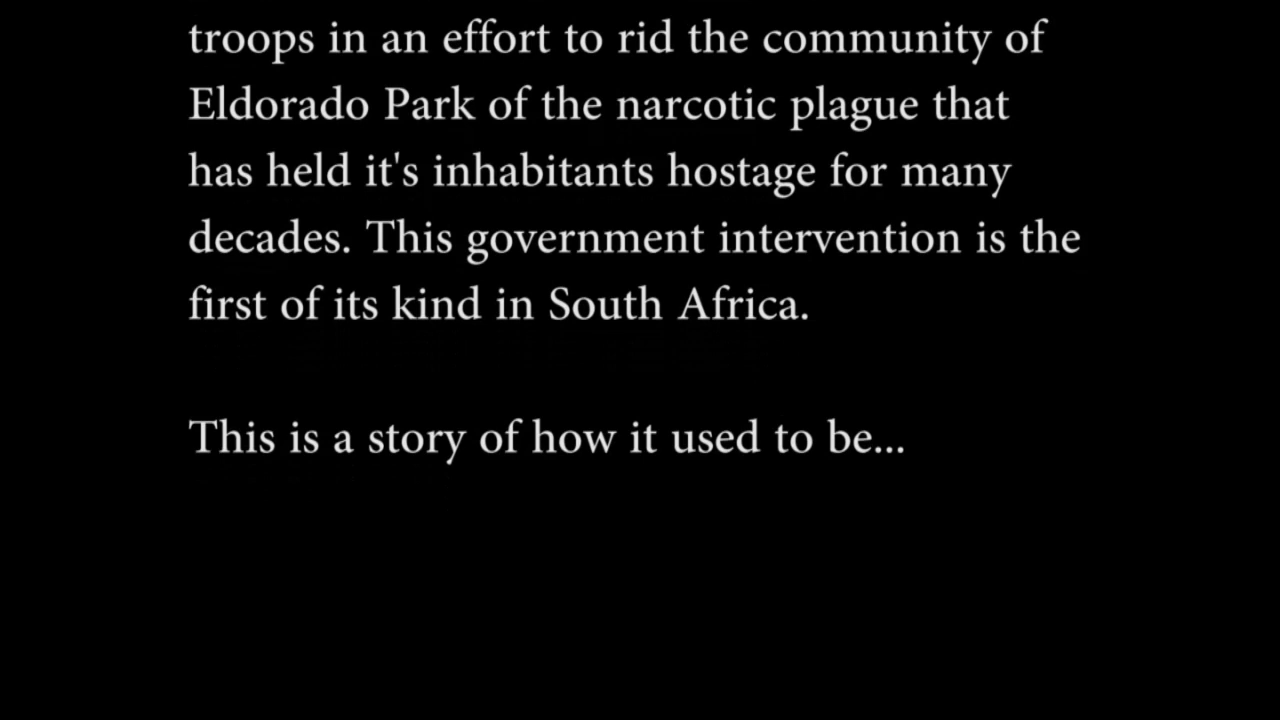 troops in an effort to rid the community of
Eldorado Park of the narcotic plague that
has held it's inhabitants hostage for many
decades. This government intervention is the
first of its kind in South Africa.
This is a story of how it used to be...